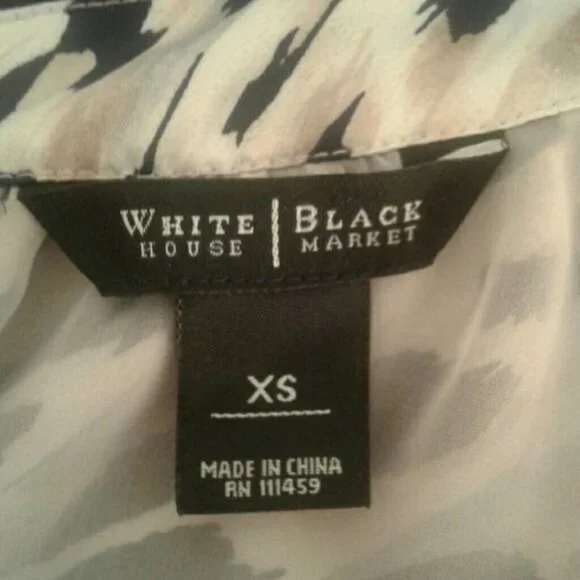 WHITE | BLACK
HOUSE | MARKET
XS
MADE IN CHINA
RN 111459